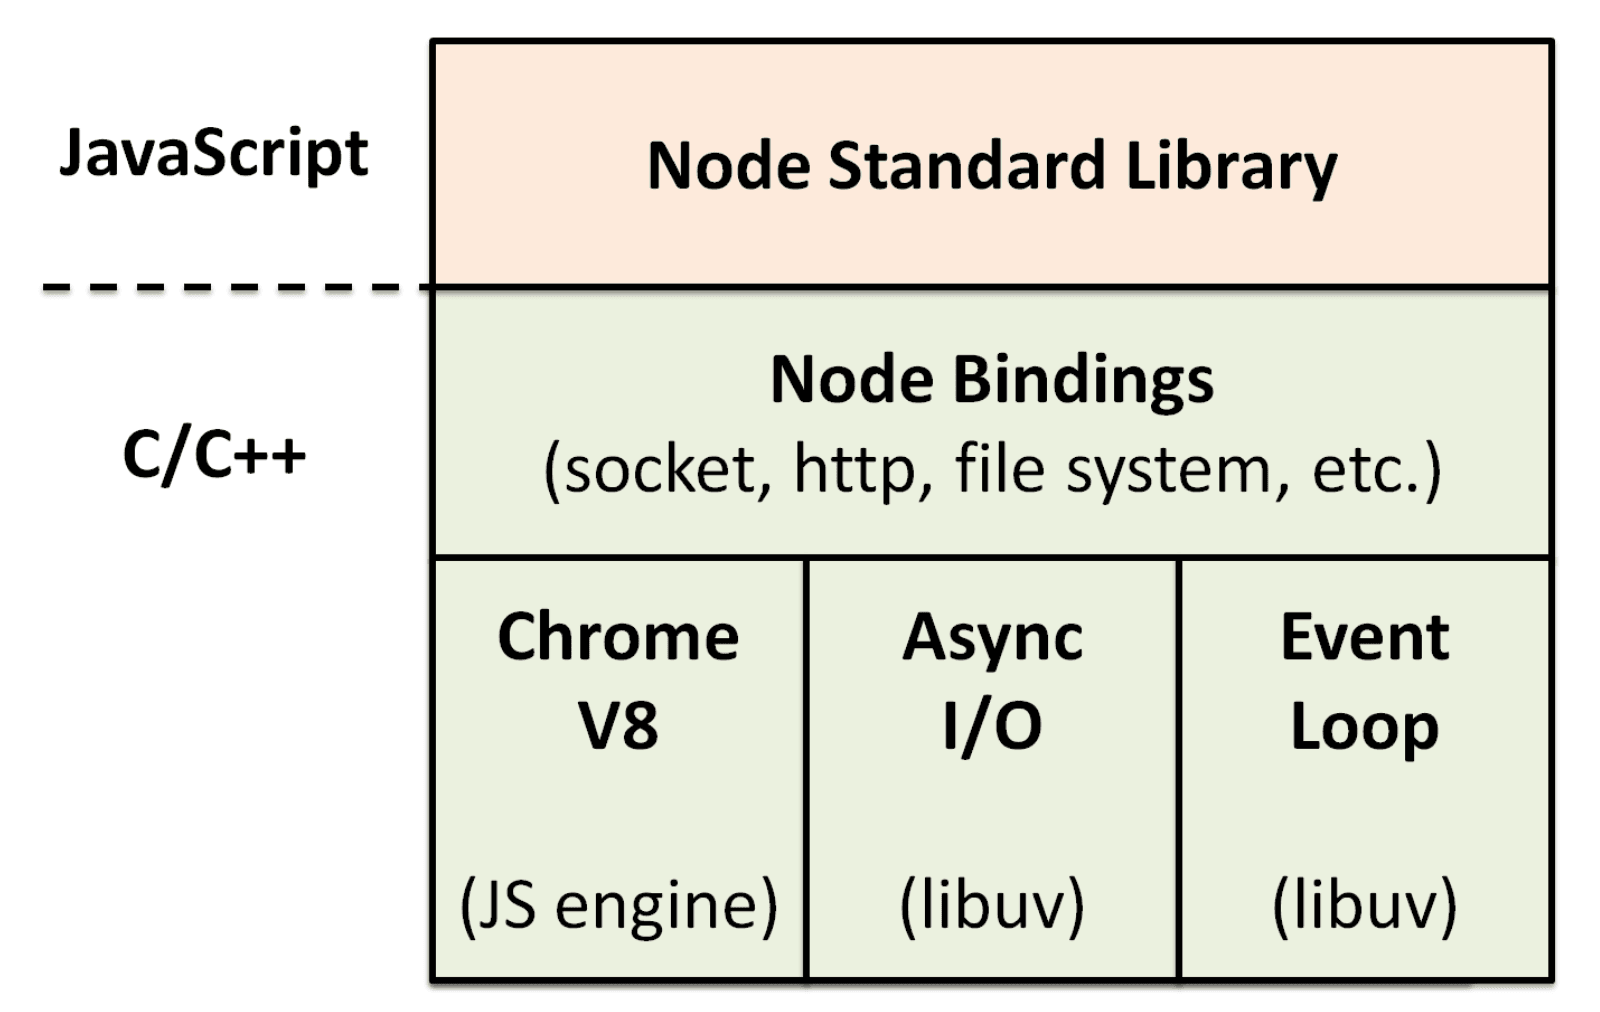 JavaScript
Node Standard Library
C/C++
Node Bindings
(socket, http, file system, etc.)
Chrome
V8
(JS engine)
Async
I/O
(libuv)
Event
Loop
(libuv)